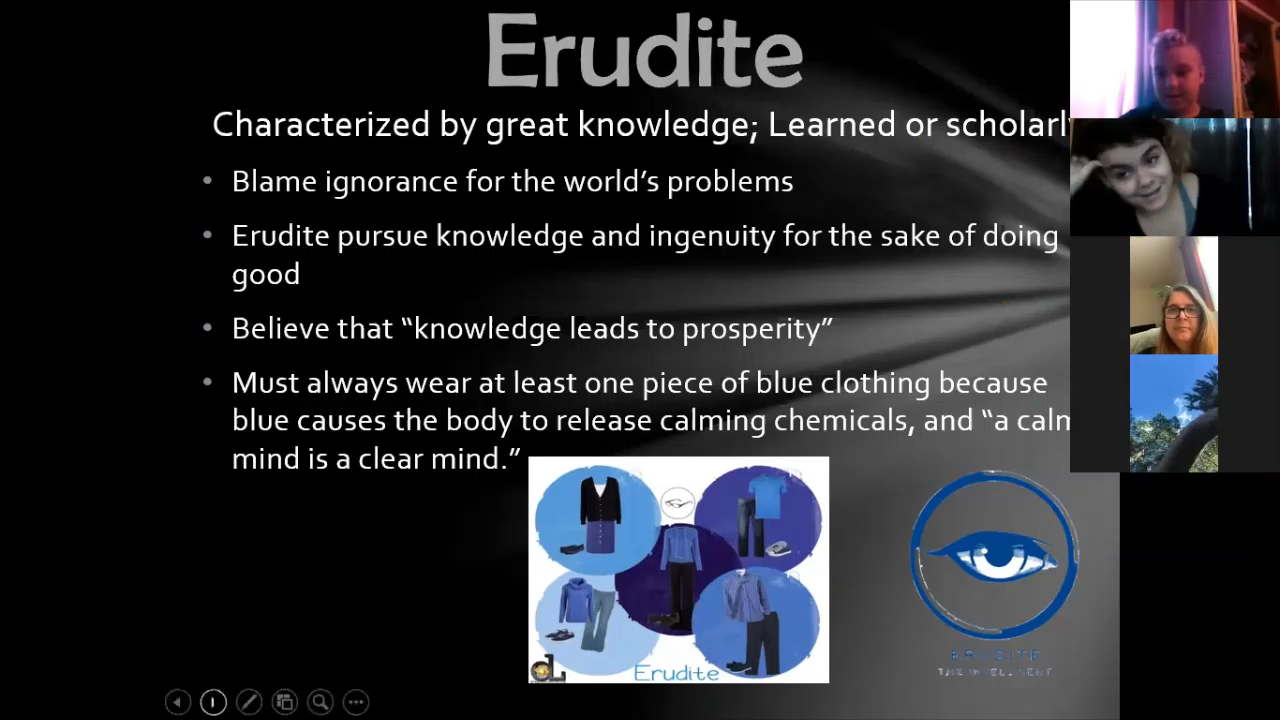 Erudite
Characterized by great knowledge; Learned or scholarly
Blame ignorance for the world’s problems
Erudite pursue knowledge and ingenuity for the sake of doing
good
Believe that “knowledge leads to prosperity”
Must always wear at least one piece of blue clothing because
blue causes the body to release calming chemicals, and “a calm
mind is a clear mind.”
Erudite
ERUDITE
THE INTELLIGENT